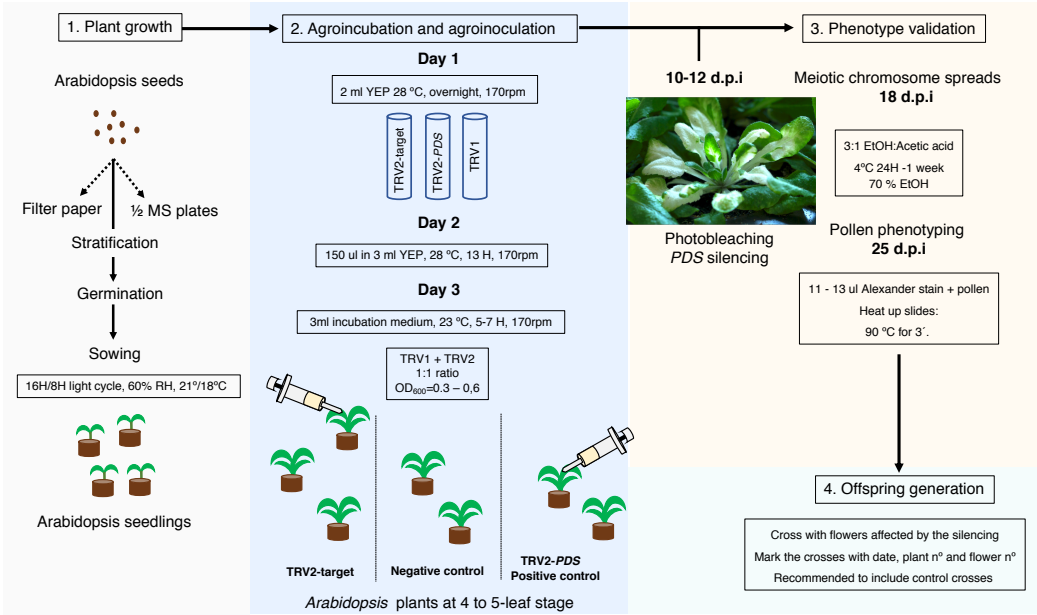 1. Plant growth
Arabidopsis seeds
Filter paper
½ MS plates
Stratification
Germination
Sowing
16H/8H light cycle, 60% RH, 21º/18ºC
Arabidopsis seedlings
2. Agroincubation and agroinoculation
Day 1
2 ml YEP 28 ºC, overnight, 170rpm
TRV2-target
TRV2-PDS
TRV1
Day 2
150 ul in 3 ml YEP, 28 ºC, 13 H, 170rpm
Day 3
3ml incubation medium, 23 ºC, 5-7 H, 170rpm
TRV1 + TRV2
1:1 ratio
OD₆₀₀=0.3 – 0,6
TRV2-target
Negative control
TRV2-PDS
Positive control
Arabidopsis plants at 4 to 5-leaf stage
10-12 d.p.i
Photobleaching
PDS silencing
3. Phenotype validation
Meiotic chromosome spreads
18 d.p.i
3:1 EtOH:Acetic acid
4ºC 24H -1 week
70 % EtOH
Pollen phenotyping
25 d.p.i
11 - 13 ul Alexander stain + pollen
Heat up slides:
90 ºC for 3´.
4. Offspring generation
Cross with flowers affected by the silencing
Mark the crosses with date, plant nº and flower nº
Recommended to include control crosses